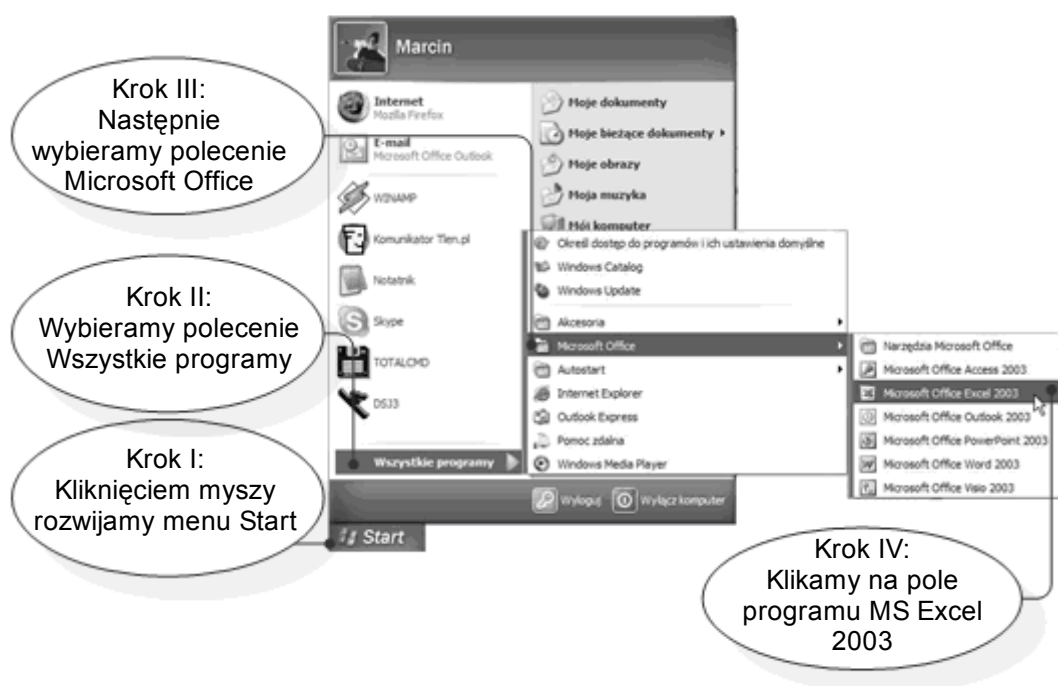 Marcin
Krok III:
Następnie
wybieramy polecenie
Microsoft Office
Internet
Mozilla Firefox
E-mail
Microsoft Office Outlook
WINAMP
Komunikator Tlen.pl
Notatnik
Skype
TOTALCMD
DSJ3
Wszystkie programy
Moje dokumenty
Moje bieżące dokumenty
Moje obrazy
Moja muzyka
Mój komputer
Określ dostęp do programów i ich ustawienia domyślne
Windows Catalog
Windows Update
Akcesoria
Microsoft Office
Autostart
Internet Explorer
Outlook Express
Pomoc zdalna
Windows Media Player
Narzędzia Microsoft Office
Microsoft Office Access 2003
Microsoft Office Excel 2003
Microsoft Office Outlook 2003
Microsoft Office PowerPoint 2003
Microsoft Office Word 2003
Microsoft Office Visio 2003
Krok II:
Wybieramy polecenie
Wszystkie programy
Krok I:
Kliknięciem myszy
rozwijamy menu Start
Wyloguj
Wyłącz komputer
Start
Krok IV:
Klikamy na pole
programu MS Excel
2003